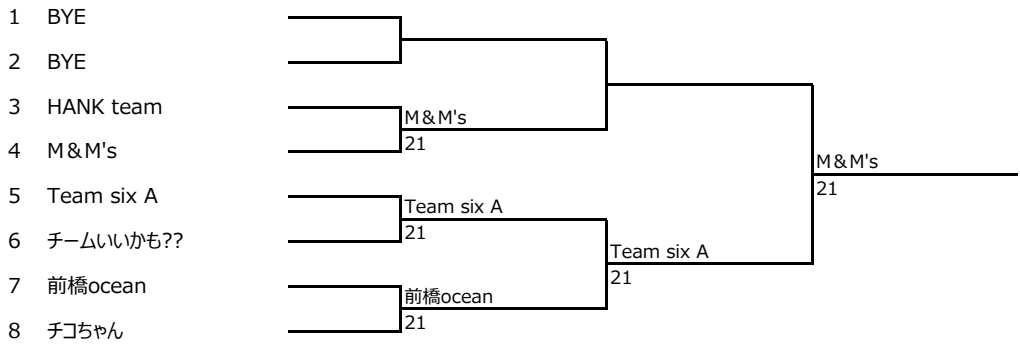 1 BYE
2 BYE
3 HANK team
M&M's
4 M&M's
21
M&M's
5 Team six A
21
Team six A
6 チームいいかも??
21
Team six A
7 前橋ocean
21
前橋ocean
8 チコちゃん
21